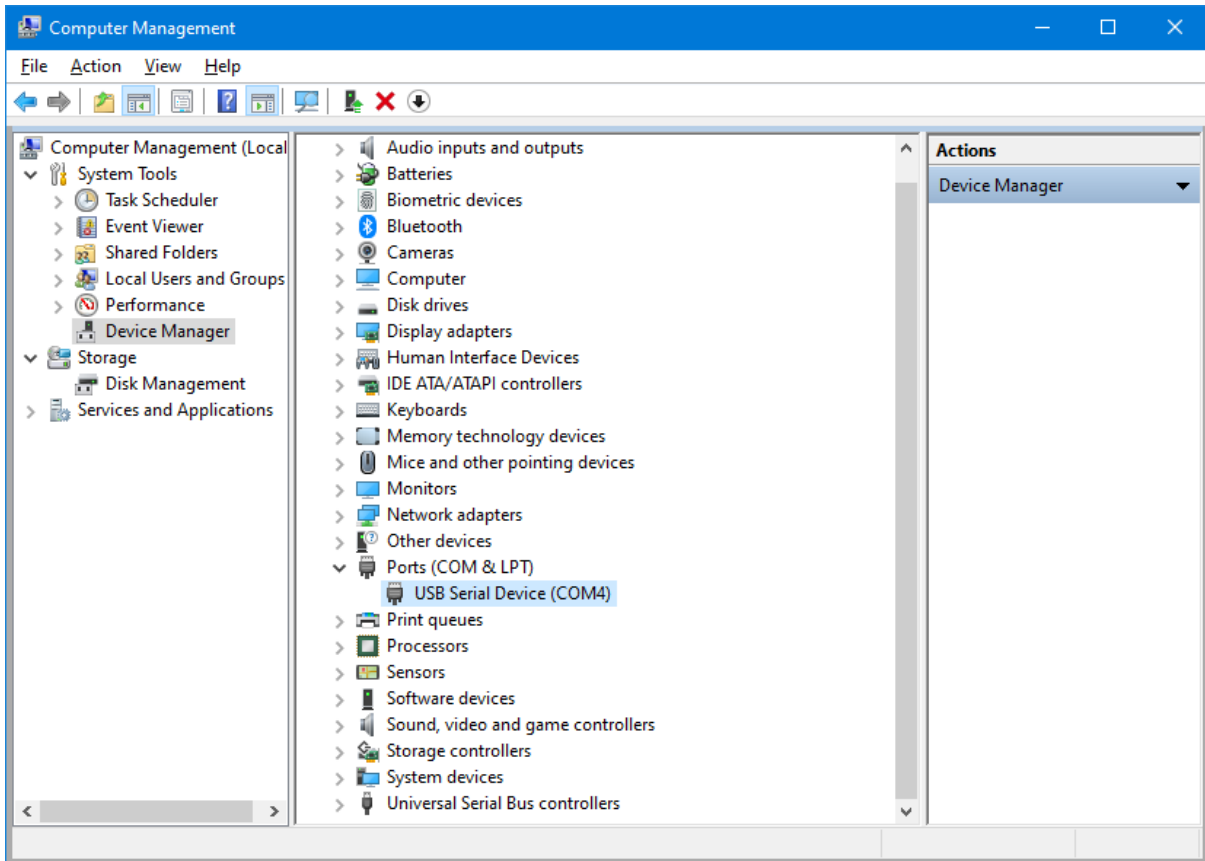 Computer Management
File Action View Help
Computer Management (Local
System Tools
Task Scheduler
Event Viewer
Shared Folders
Local Users and Groups
Performance
Device Manager
Storage
Disk Management
Services and Applications
Audio inputs and outputs
Batteries
Biometric devices
Bluetooth
Cameras
Computer
Disk drives
Display adapters
Human Interface Devices
IDE ATA/ATAPI controllers
Keyboards
Memory technology devices
Mice and other pointing devices
Monitors
Network adapters
Other devices
Ports (COM & LPT)
USB Serial Device (COM4)
Print queues
Processors
Sensors
Software devices
Sound, video and game controllers
Storage controllers
System devices
Universal Serial Bus controllers
Actions
Device Manager